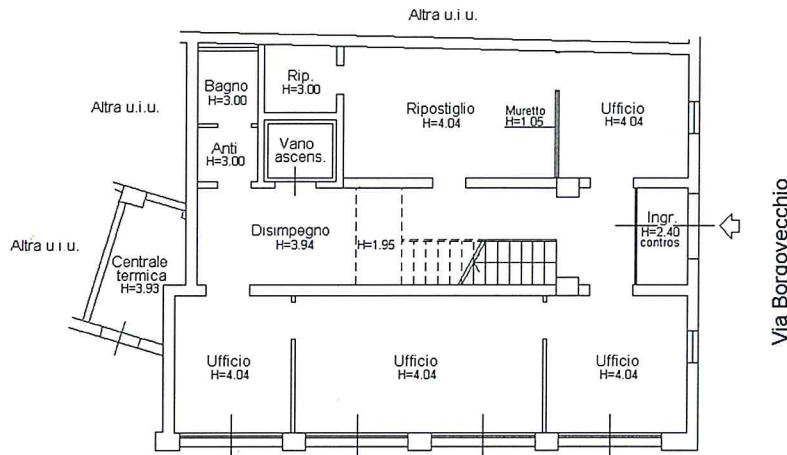 Altra u.i u.
Rip.
H=3.00
Bagno
H=3.00
Altra u.i.u.
Ripostiglio
H=4.04
Muretto
H=1.05
Ufficio
H=4.04
Anti
H=3.00
Vano
ascens.
Via Borgovecchio
Ingr.
H=2.40
contros
Disimpegno
H=3.94
H=1.95
Altra u i u.
Centrale
termica
H=3.93
Ufficio
H=4.04
Ufficio
H=4.04
Ufficio
H=4.04